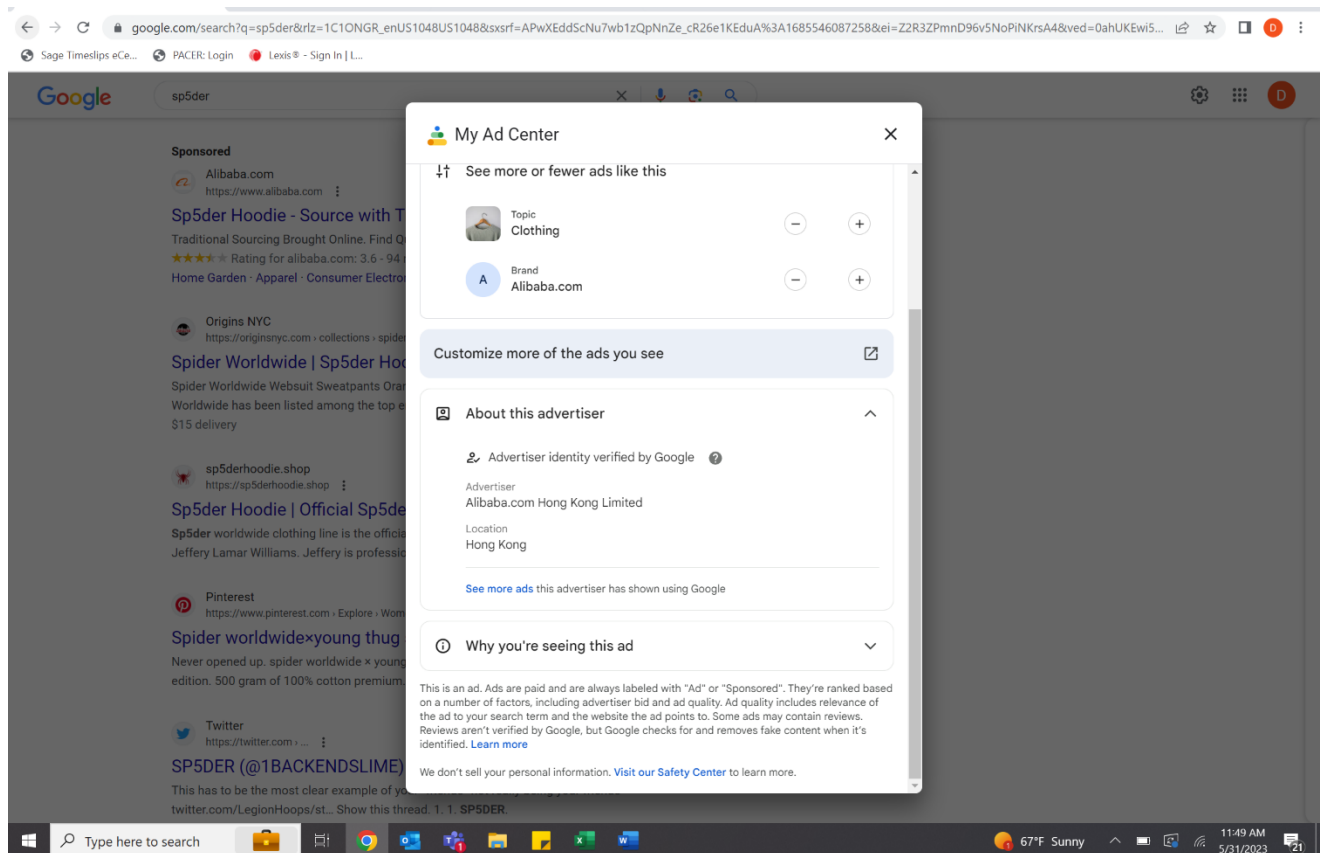 google.com/search?q=sp5der&rlz=1C1ONGR_enUS1048US1048&sxsrf=APwXEddScNu7wb1zQpNnZe_cR26e1KEduA%3A1685546087258&ei=Z2R3ZPmnD96v5NoPiNKrsA4&ved=0ahUKEwi5...
D
Sage Timeslips eCe...
PACER: Login
Lexis® - Sign In | L...
Google
sp5der
D
My Ad Center
See more or fewer ads like this
Topic
Clothing
Brand
A
Alibaba.com
Customize more of the ads you see
About this advertiser
Advertiser identity verified by Google
Advertiser
Alibaba.com Hong Kong Limited
Location
Hong Kong
See more ads this advertiser has shown using Google
Why you're seeing this ad
This is an ad. Ads are paid and are always labeled with "Ad" or "Sponsored". They're ranked based
on a number of factors, including advertiser bid and ad quality. Ad quality includes relevance of
the ad to your search term and the website the ad points to. Some ads may contain reviews.
Reviews aren't verified by Google, but Google checks for and removes fake content when it's
identified. Learn more
We don't sell your personal information. Visit our Safety Center to learn more.
Sponsored
Alibaba.com
https://www.alibaba.com
Sp5der Hoodie - Source with T
Traditional Sourcing Brought Online. Find Q
Rating for alibaba.com: 3.6 - 94
Home Garden · Apparel · Consumer Electro
Origins NYC
https://originsnyc.com › collections › spider
Spider Worldwide | Sp5der Hoo
Spider Worldwide Websuit Sweatpants Oran
Worldwide has been listed among the top e
$15 delivery
sp5derhoodie.shop
https://sp5derhoodie.shop
Sp5der Hoodie | Official Sp5de
Sp5der worldwide clothing line is the officia
Jeffery Lamar Williams. Jeffery is professio
Pinterest
https://www.pinterest.com › Explore › Wom
Spider worldwide×young thug
Never opened up. spider worldwide × young
edition. 500 gram of 100% cotton premium.
Twitter
https://twitter.com › ...
SP5DER (@1BACKENDSLIME)
This has to be the most clear example of yo
twitter.com/LegionHoops/st... Show this thread. 1. 1. SP5DER.
Type here to search
67°F Sunny
11:49 AM
5/31/2023
21